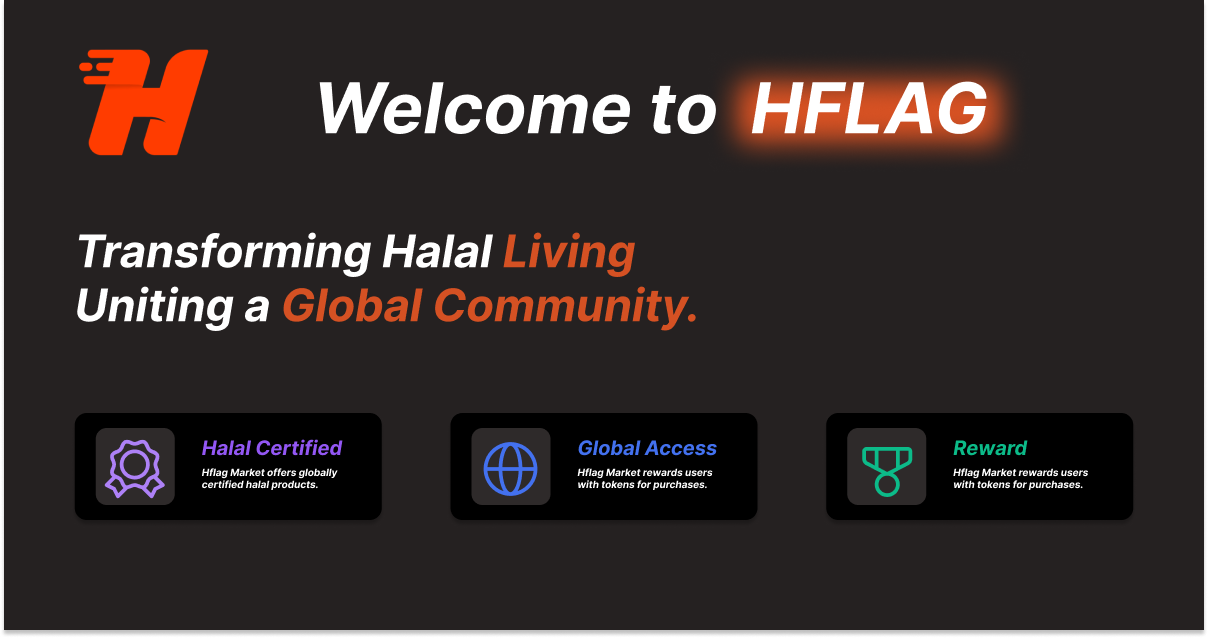 Welcome to HFLAG
Transforming Halal Living
Uniting a Global Community.
Halal Certified
Hflag Market offers globally
certified halal products.
Global Access
Hflag Market rewards users
with tokens for purchases.
Reward
Hflag Market rewards users
with tokens for purchases.